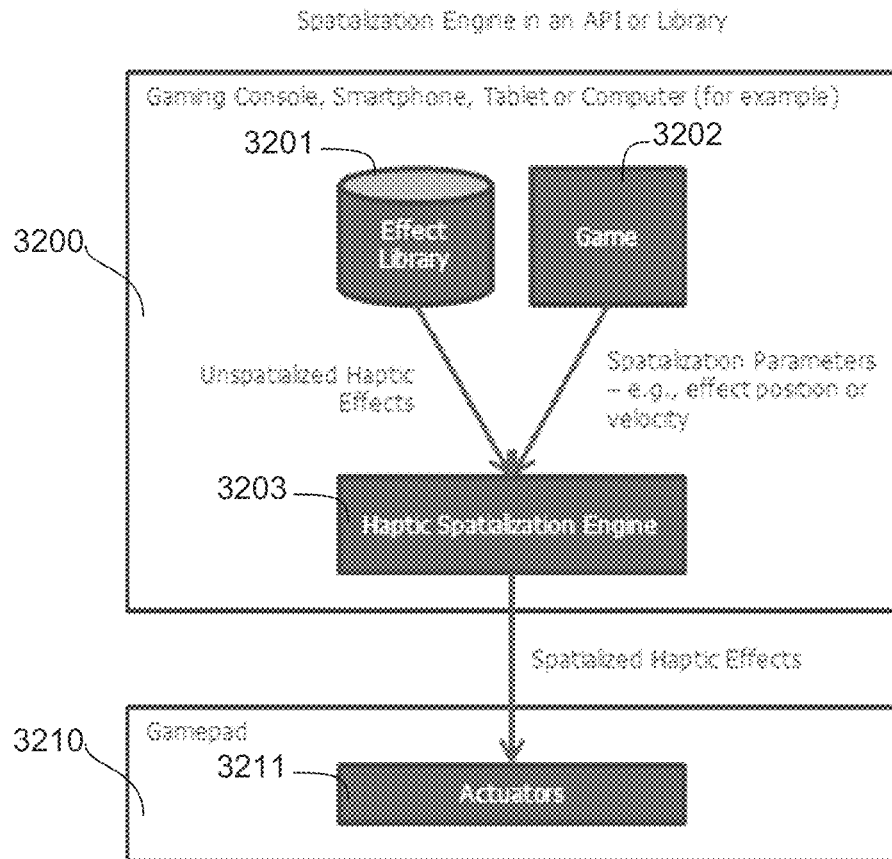 Spatialization Engine in an API or Library
Gaming Console, Smartphone, Tablet or Computer (for example)
3201
3202
Effect
Library
Game
3200
Unspatialized Haptic
Effects
Spatialization Parameters
– e.g., effect position or
velocity
3203
Haptic Spatialization Engine
Spatialized Haptic Effects
3210
Gamepad
3211
Actuators